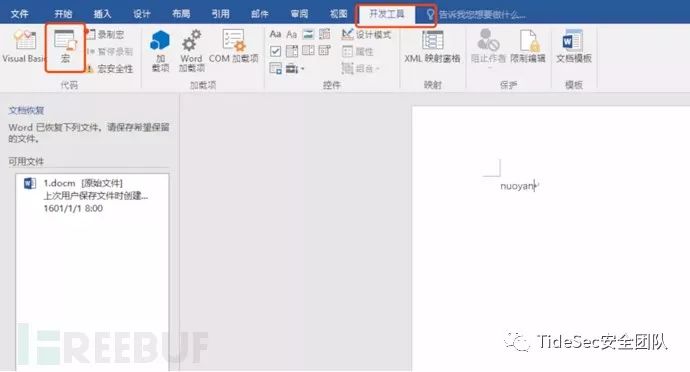 文件 开始 插入 设计 布局 引用 邮件 审阅 视图 开发工具 告诉我您想要做什么...
Visual Basic 宏 录制宏 暂停录制 宏安全性
加载项 Word 加载项 COM 加载项
Aa Aa 设计模式 属性 组合
XML 映射窗格 阻止作者 限制编辑 文档模板
代码 加载项 控件 映射 保护 模板
文档恢复
Word 已恢复下列文件，请保存希望保留
的文件。
可用文件
1.docm [原始文件]
上次用户保存文件时创建...
1601/1/1 8:00
nuoyan
REEBUF
TideSec安全团队